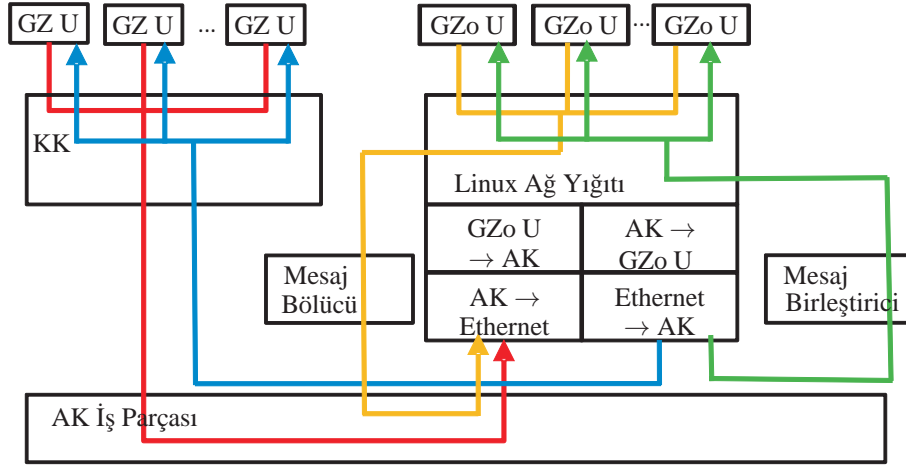 GZ U GZ U ... GZ U GZo U GZo U ... GZo U
KK
Linux Ağ Yığıtı
GZo U
→ AK
AK →
GZo U
Mesaj
Bölücü
AK →
Ethernet
Ethernet
→ AK
Mesaj
Birleştirici
AK İş Parçası